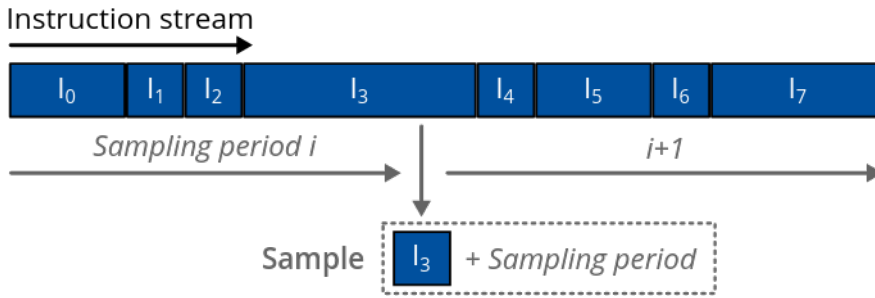 Instruction stream
I₀ I₁ I₂ I₃ I₄ I₅ I₆ I₇
Sampling period i i+1
Sample I₃ + Sampling period